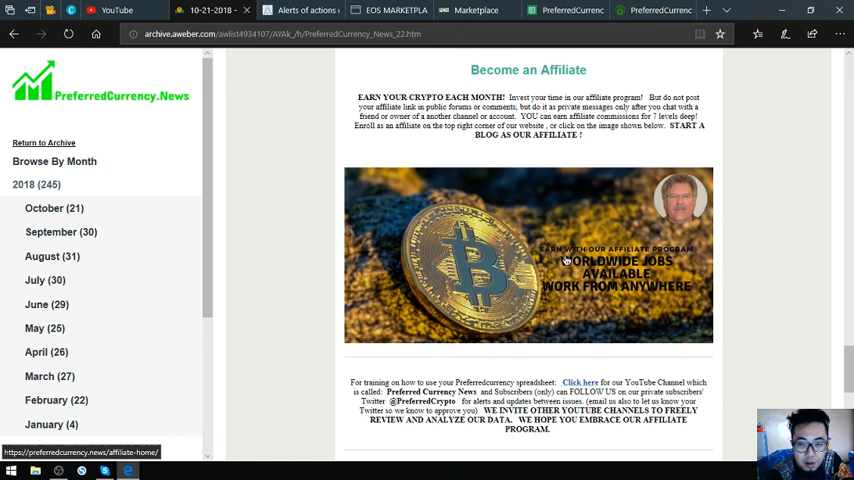 YouTube
10-21-2018 -
Alerts of actions
EOS MARKETPLA
Marketplace
PreferredCurrenc
PreferredCurrenc
archive.aweber.com/awlist4934107/AYAk_/h/PreferredCurrency_News_22.htm
PreferredCurrency.News
Return to Archive
Browse By Month
2018 (245)
October (21)
September (30)
August (31)
July (30)
June (29)
May (25)
April (26)
March (27)
February (22)
January (4)
https://preferredcurrency.news/affiliate-home/
Become an Affiliate
EARN YOUR CRYPTO EACH MONTH! Invest your time in our affiliate program! But do not post
your affiliate link in public forums or comments, but do it as private messages only after you chat with a
friend or owner of a another channel or account. YOU can earn affiliate commissions for 7 levels deep!
Enroll as an affiliate on the top right corner of our website , or click on the image shown below. START A
BLOG AS OUR AFFILIATE !
EARN WITH OUR AFFILIATE PROGRAM.
WORLDWIDE JOBS
AVAILABLE
WORK FROM ANYWHERE
For training on how to use your Preferredcurrency spreadsheet: Click here for our YouTube Channel which
is called: Preferred Currency News and Subscribers (only) can FOLLOW US on our private subscribers'
Twitter @PreferredCrypto for alerts and updates between issues. (email us also to let us know your
Twitter so we know to approve you) WE INVITE OTHER YOUTUBE CHANNELS TO FREELY
REVIEW AND ANALYZE OUR DATA. WE HOPE YOU EMBRACE OUR AFFILIATE
PROGRAM.